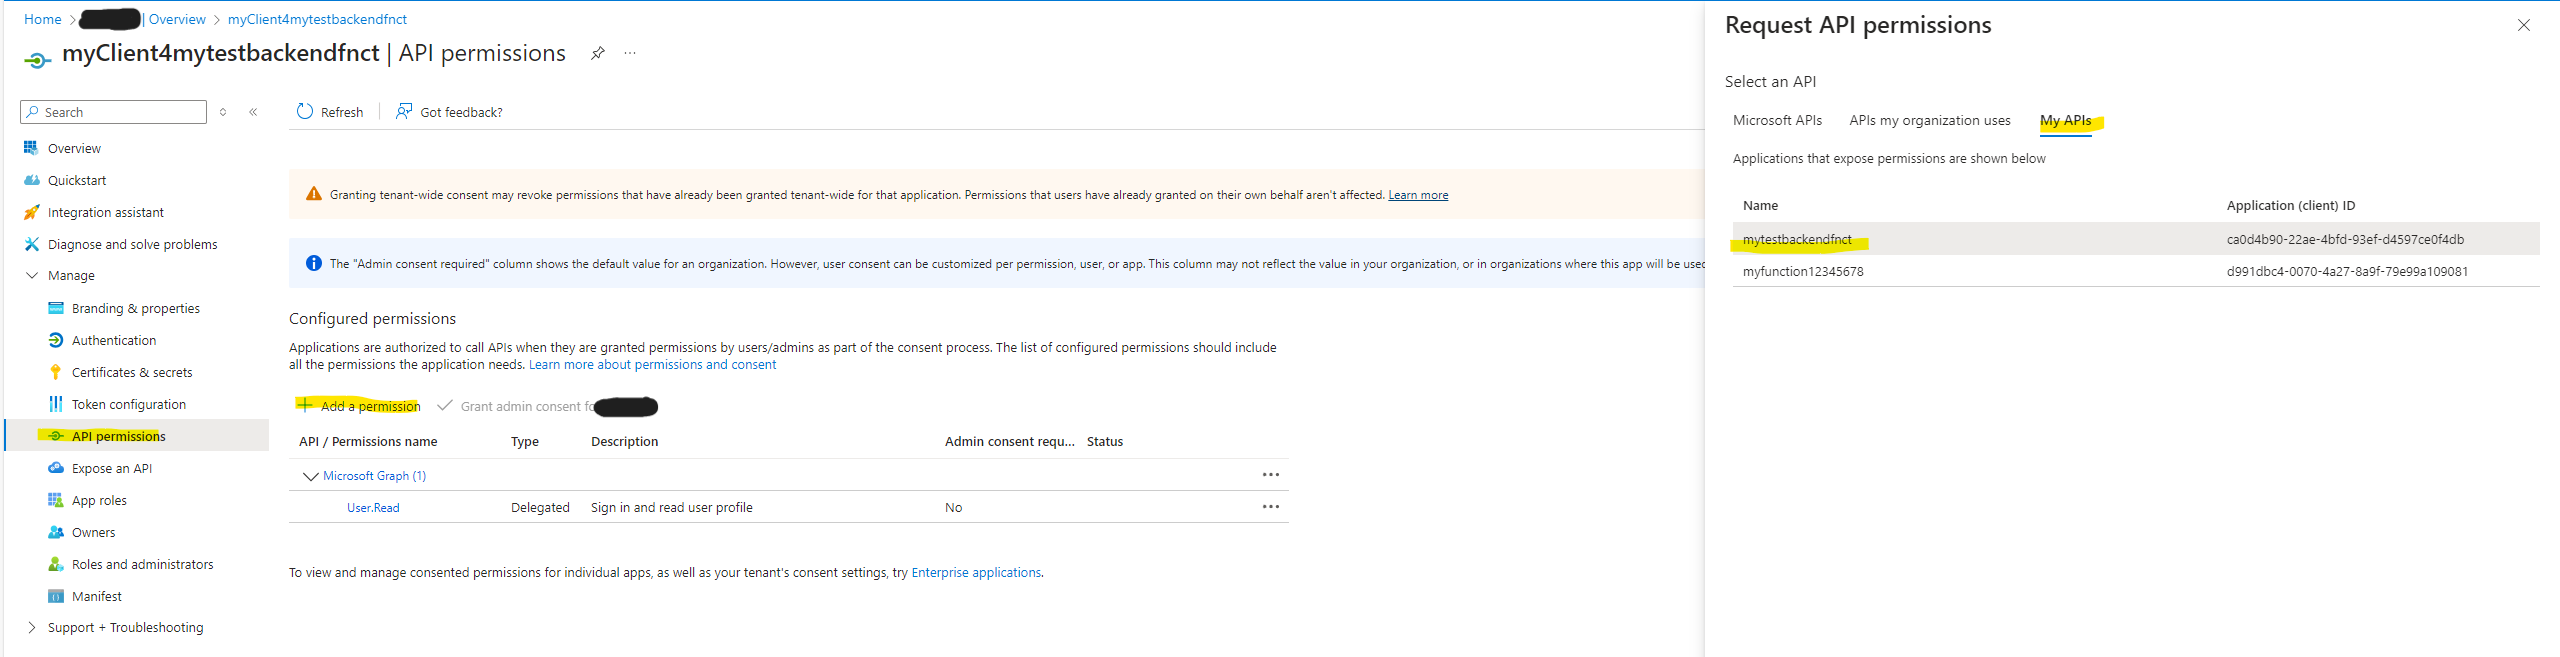 Home > | Overview > myClient4mytestbackendfnct
myClient4mytestbackendfnct | API permissions ...
Search
Overview
Quickstart
Integration assistant
Diagnose and solve problems
Manage
Branding & properties
Authentication
Certificates & secrets
Token configuration
API permissions
Expose an API
App roles
Owners
Roles and administrators
Manifest
Support + Troubleshooting
Refresh | Got feedback?
Granting tenant-wide consent may revoke permissions that have already been granted tenant-wide for that application. Permissions that users have already granted on their own behalf aren't affected. Learn more
The "Admin consent required" column shows the default value for an organization. However, user consent can be customized per permission, user, or app. This column may not reflect the value in your organization, or in organizations where this app will be used
Configured permissions
Applications are authorized to call APIs when they are granted permissions by users/admins as part of the consent process. The list of configured permissions should include
all the permissions the application needs. Learn more about permissions and consent
Add a permission Grant admin consent fo
API / Permissions name Type Description Admin consent requ... Status
Microsoft Graph (1) ...
User.Read Delegated Sign in and read user profile No ...
To view and manage consented permissions for individual apps, as well as your tenant's consent settings, try Enterprise applications.
Request API permissions
Select an API
Microsoft APIs APIs my organization uses My APIs
Applications that expose permissions are shown below
Name Application (client) ID
mytestbackendfnct ca0d4b90-22ae-4bfd-93ef-d4597ce0f4db
myfunction12345678 d991dbc4-0070-4a27-8a9f-79e99a109081